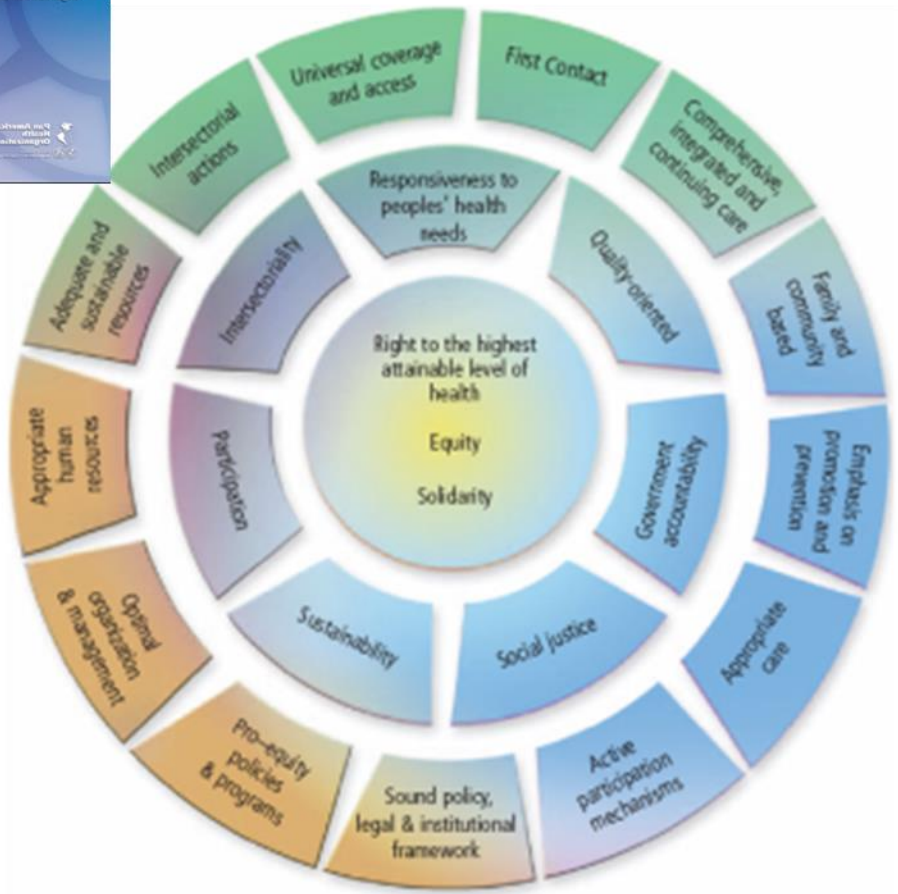 Universal coverage
and access
First Contact
Comprehensive,
integrated and
continuing care
Family and
community
based
Emphasis on
promotion and
prevention
Appropriate
care
Active
participation
mechanisms
Sound policy,
legal & institutional
framework
Pro-equity
policies
& programs
Optimal
organization
& management
Appropriate
human
resources
Adequate and
sustainable
resources
Intersectorial
actions
Responsiveness to
peoples' health
needs
Quality-oriented
Government
accountability
Social justice
Sustainability
Participation
Intersectoriality
Right to the highest
attainable level of
health
Equity
Solidarity
Health